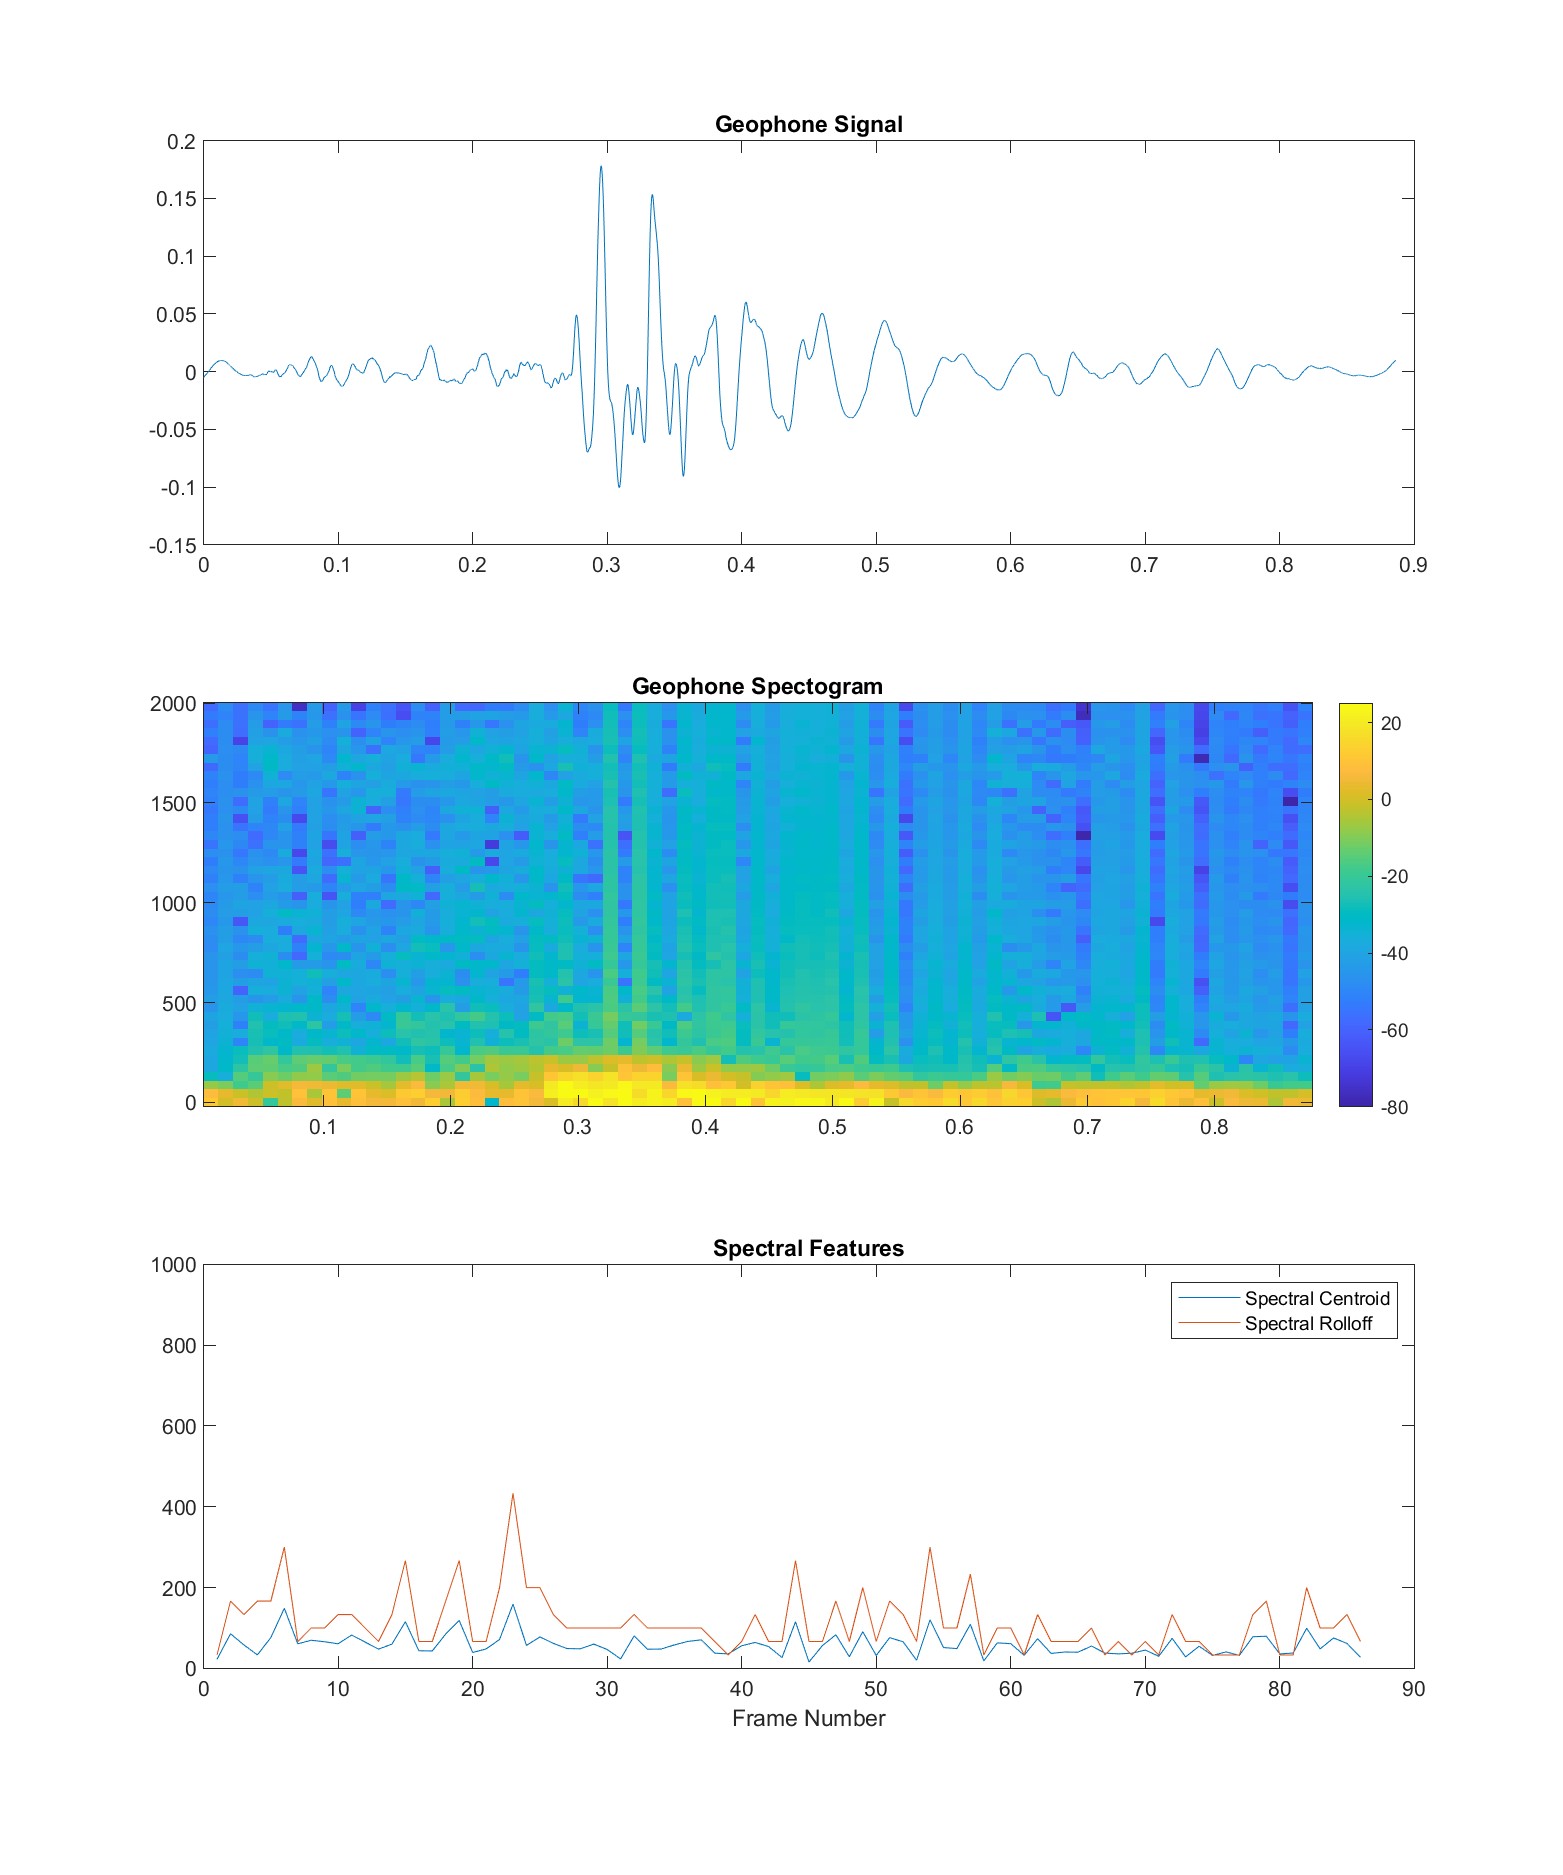 Geophone Signal
0.2
0.15
0.1
0.05
0
-0.05
-0.1
-0.15
0 0.1 0.2 0.3 0.4 0.5 0.6 0.7 0.8 0.9
Geophone Spectogram
2000
1500
1000
500
0
20
0
-20
-40
-60
-80
0.1 0.2 0.3 0.4 0.5 0.6 0.7 0.8
Spectral Features
1000
800
600
400
200
0
Spectral Centroid
Spectral Rolloff
0 10 20 30 40 50 60 70 80 90
Frame Number